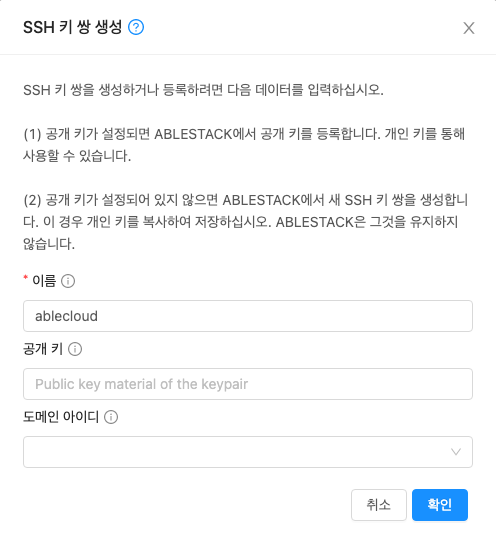 SSH 키 쌍 생성
SSH 키 쌍을 생성하거나 등록하려면 다음 데이터를 입력하십시오.
(1) 공개 키가 설정되면 ABLESTACK에서 공개 키를 등록합니다. 개인 키를 통해
사용할 수 있습니다.
(2) 공개 키가 설정되어 있지 않으면 ABLESTACK에서 새 SSH 키 쌍을 생성합니
다. 이 경우 개인 키를 복사하여 저장하십시오. ABLESTACK은 그것을 유지하지
않습니다.
* 이름
ablecloud
공개 키
Public key material of the keypair
도메인 아이디
취소 확인